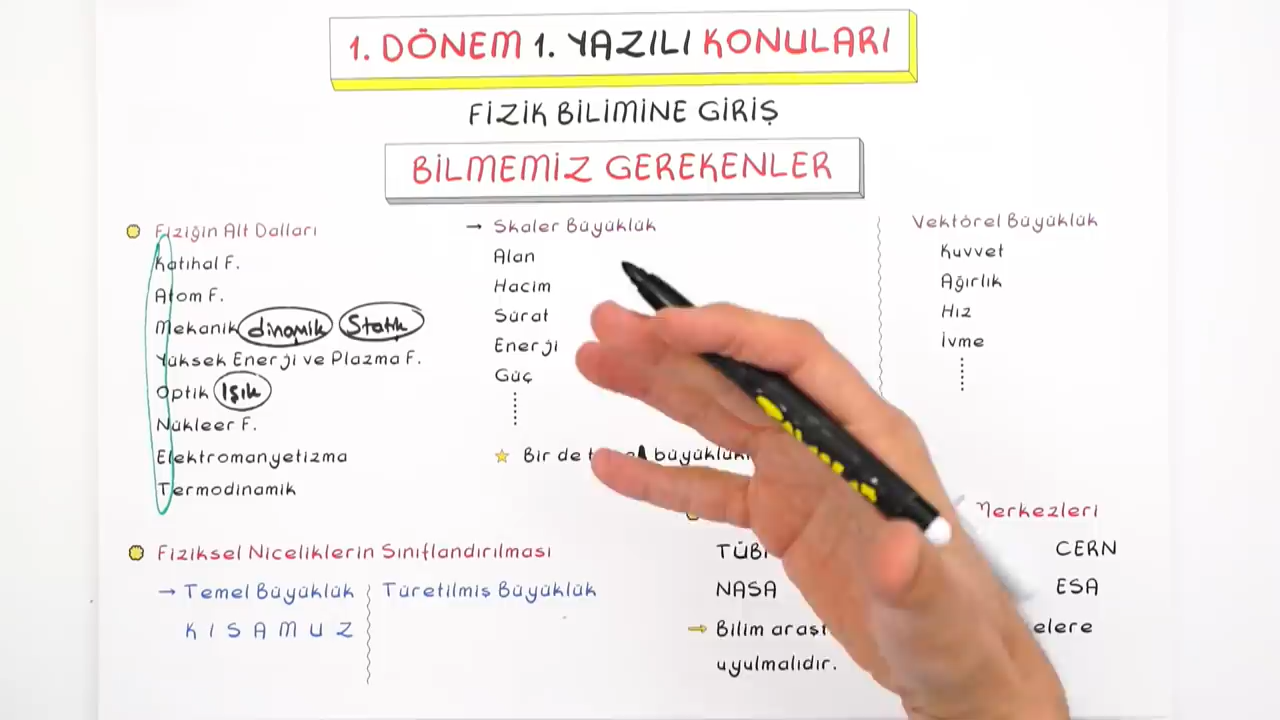 1. DÖNEM 1. YAZILI KONULARI
FİZİK BİLİMİNE GİRİŞ
BİLMEMİZ GEREKENLER
Fiziğin Alt Dalları
Katıhal F.
Atom F.
Mekanik dinamik Statik
Yüksek Enerji ve Plazma F.
Optik Işık
Nükleer F.
Elektromanyetizma
Termodinamik
→ Skaler Büyüklük
Alan
Hacim
Sürat
Enerji
Güç
Vektörel Büyüklük
Kuvvet
Ağırlık
Hız
İvme
Bir de
Fiziksel Niceliklerin Sınıflandırılması
→ Temel Büyüklük
K I S A M U Z
Türetilmiş Büyüklük
Merkezleri
CERN
NASA
ESA
→ Bilim
uyulmalıdır.